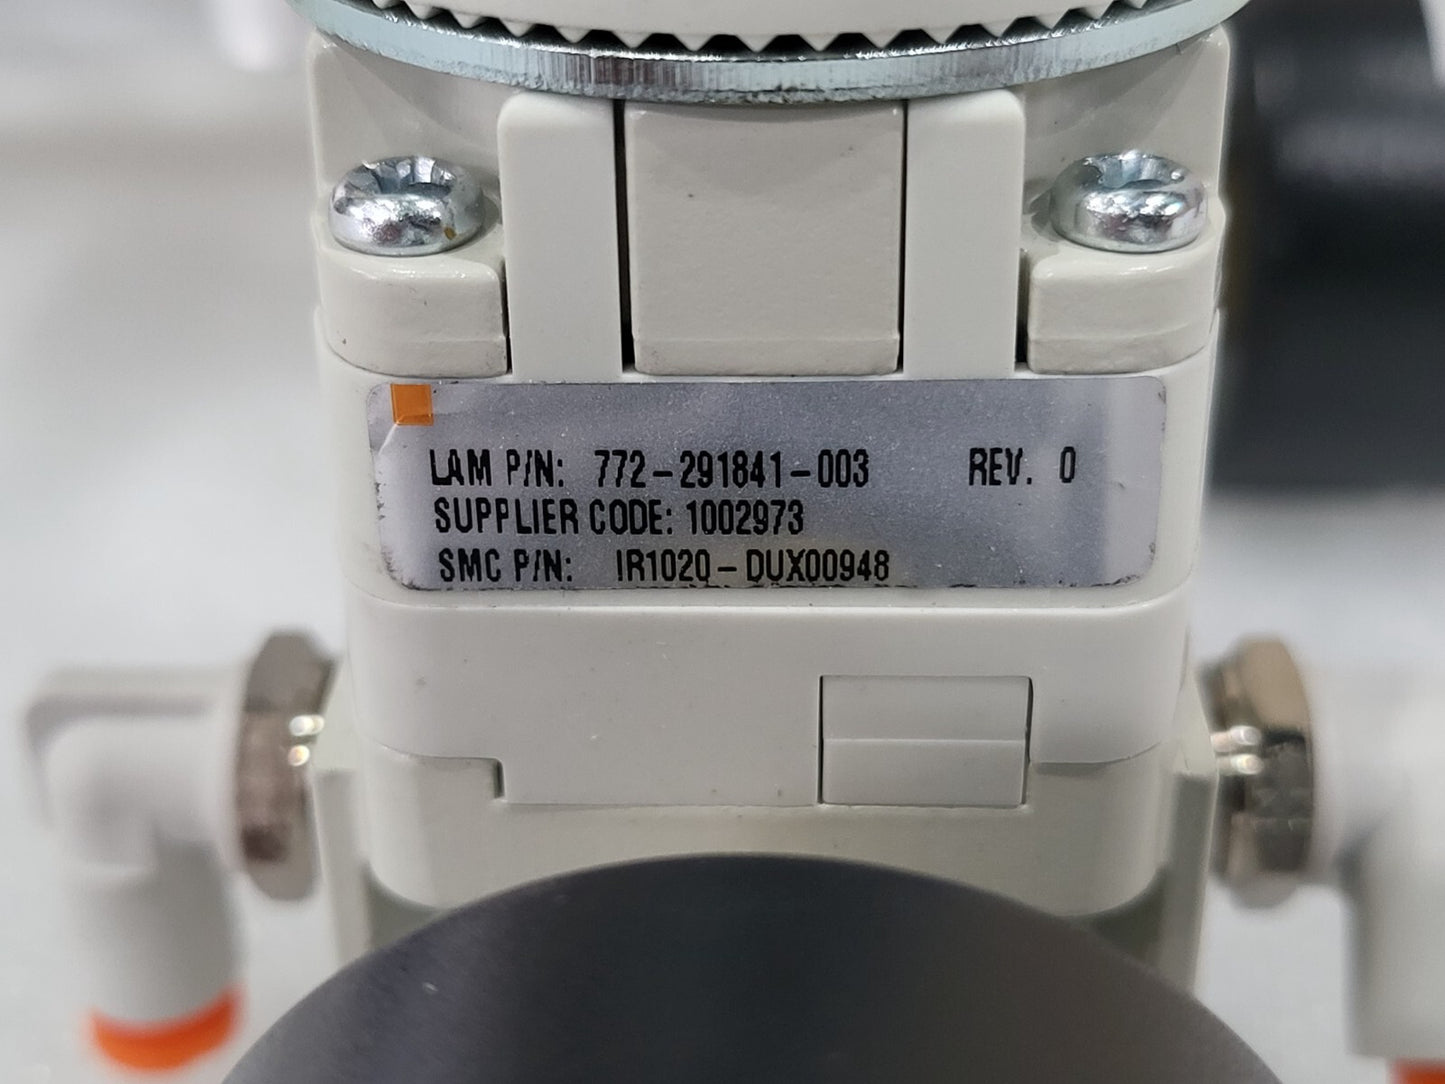 LAM P/N: 772-291841-003 REV. 0
SUPPLIER CODE: 1002973
SMC P/N: IR1020-DUX00948